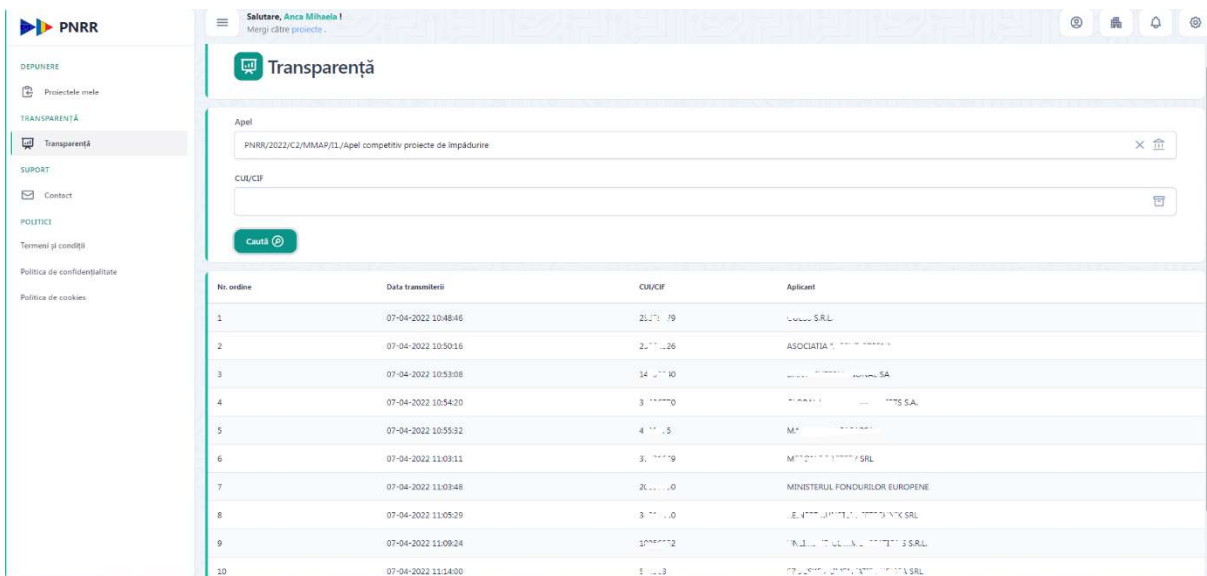 PNRR
Salutare, Anca Mihaela !
Mergi către proiecte .
DEPUNERE
Proiectele mele
TRANSPARENȚĂ
Transparență
SUPORT
Contact
POLITICI
Termeni și condiții
Politica de confidențialitate
Politica de cookies
Transparență
Apel
PNRR/2022/C2/MMAP/I1./Apel competitiv proiecte de împădurire
CUI/CIF
Caută
Nr. ordine Data transmiterii CUI/CIF Aplicant
1 07-04-2022 10:48:46 S.R.L.
2 07-04-2022 10:50:16 ASOCIATIA
3 07-04-2022 10:53:08 SA
4 07-04-2022 10:54:20 S.A.
5 07-04-2022 10:55:32
6 07-04-2022 11:03:11 SRL
7 07-04-2022 11:03:48 MINISTERUL FONDURILOR EUROPENE
8 07-04-2022 11:05:29 SRL
9 07-04-2022 11:09:24 S.R.L.
10 07-04-2022 11:14:00 SRL